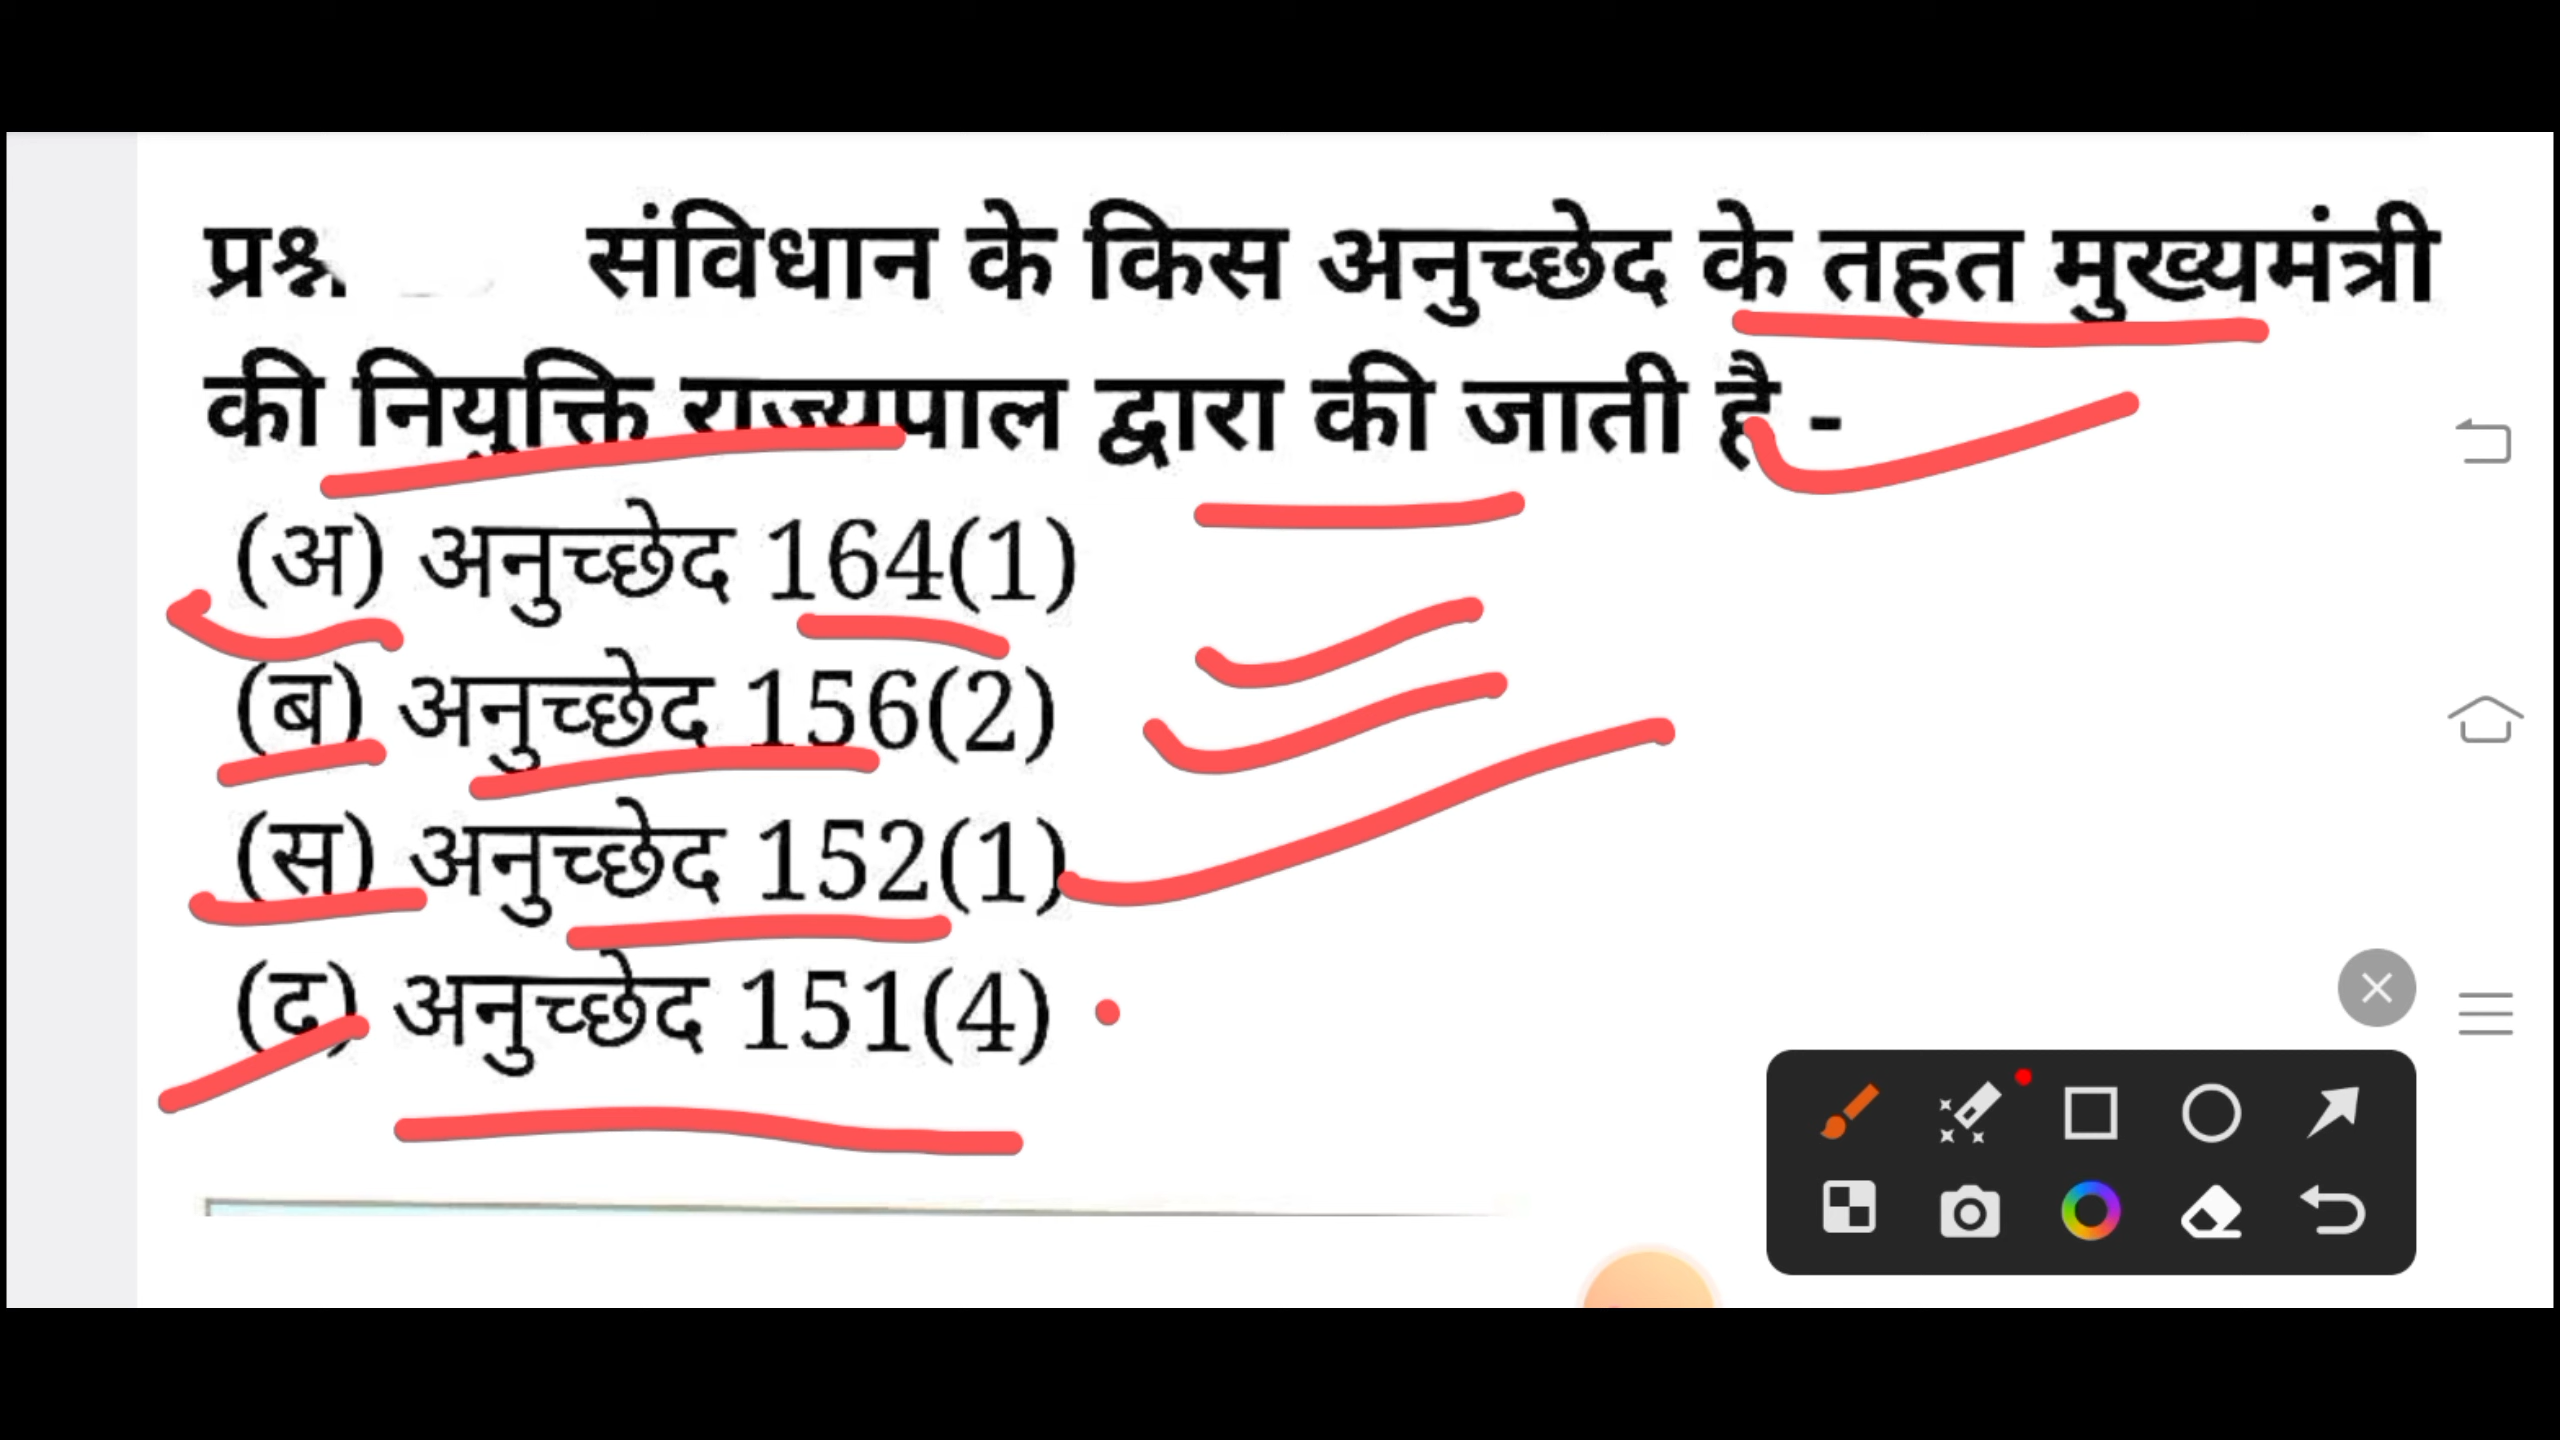 प्रश्न. संविधान के किस अनुच्छेद के तहत मुख्यमंत्री
की नियुक्ति राज्यपाल द्वारा की जाती है -
(अ) अनुच्छेद 164(1)
(ब) अनुच्छेद 156(2)
(स) अनुच्छेद 152(1)
(द) अनुच्छेद 151(4)